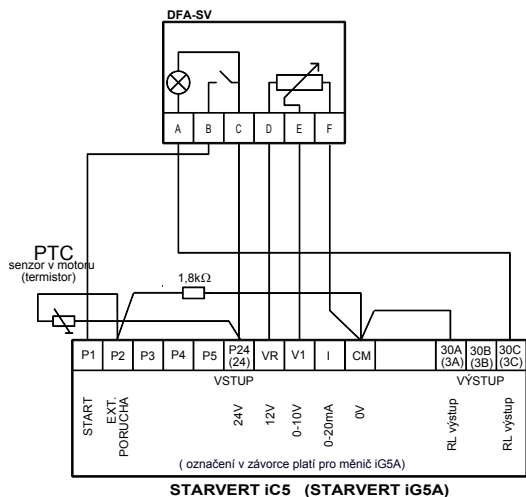 DFA-SV
A B C D E F
PTC
senzor v motoru
(termistor)
1,8kΩ
P1 P2 P3 P4 P5 P24 (24) VR V1 I CM 30A (3A) 30B (3B) 30C (3C)
VSTUP VÝSTUP
START
EXT. PORUCHA
24V
12V
0-10V
0-20mA
0V
RL výstup
RL výstup
( označení v závorce platí pro měnič iG5A)
STARVERT iC5 (STARVERT iG5A)